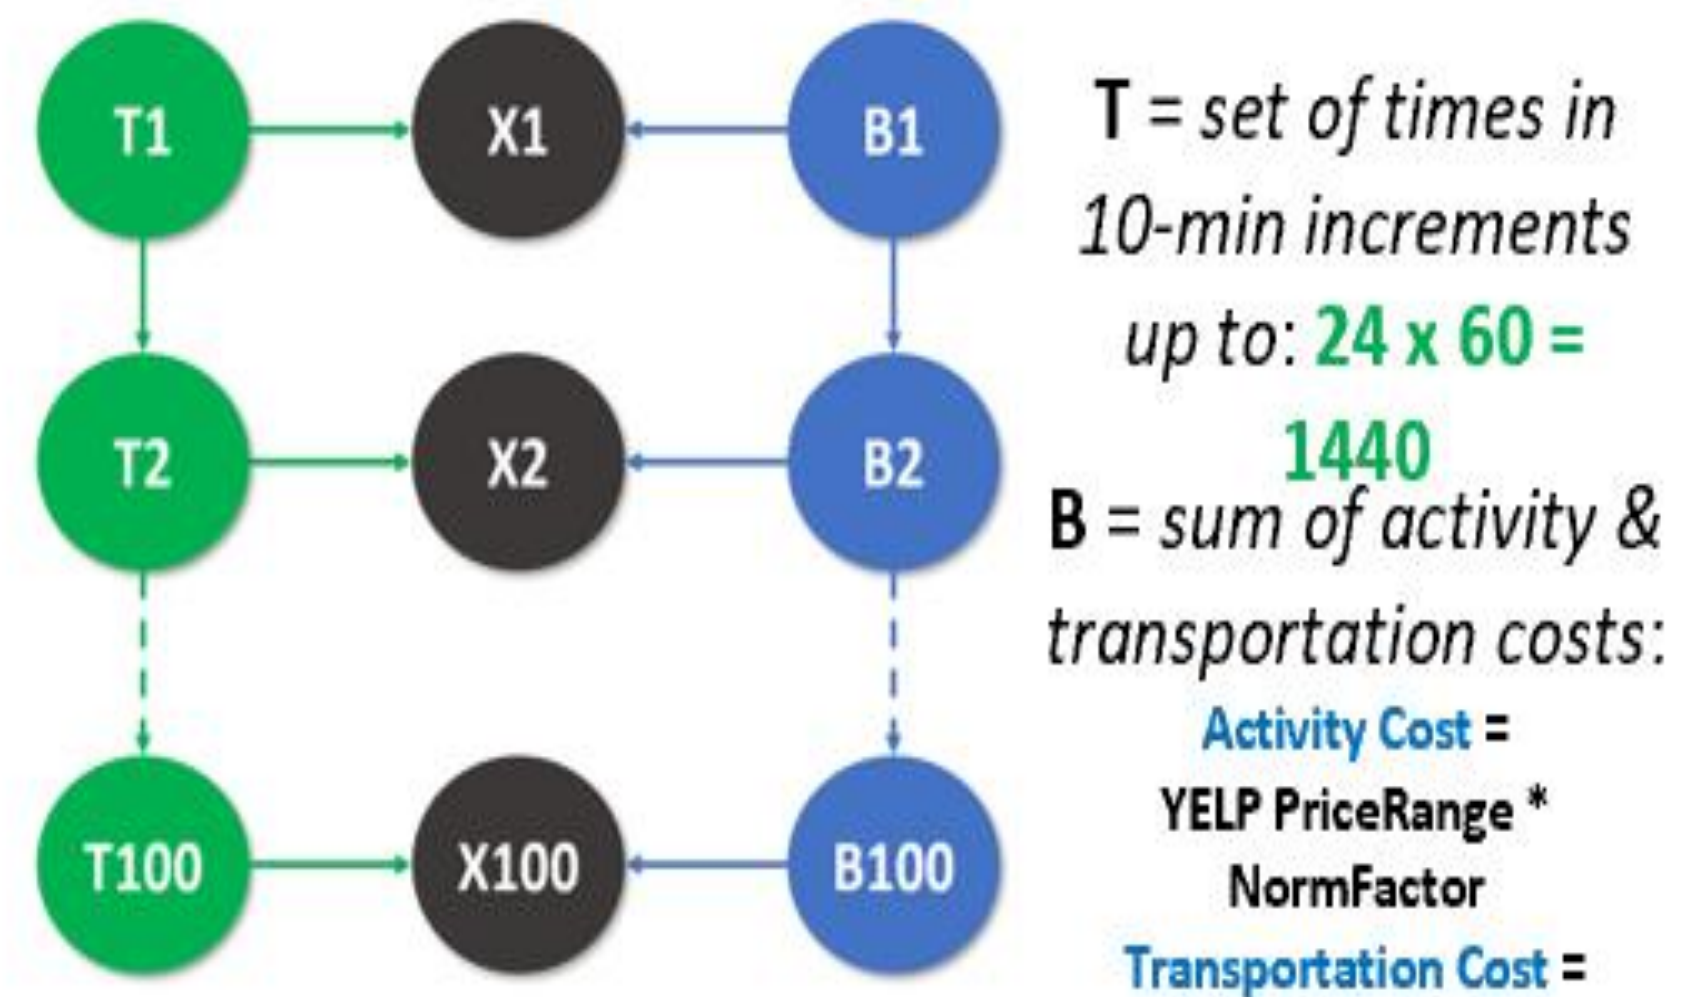 T1
X1
B1
T2
X2
B2
T100
X100
B100
T = set of times in
10-min increments
up to: 24 x 60 =
1440
B = sum of activity &
transportation costs:
Activity Cost =
YELP PriceRange *
NormFactor
Transportation Cost =